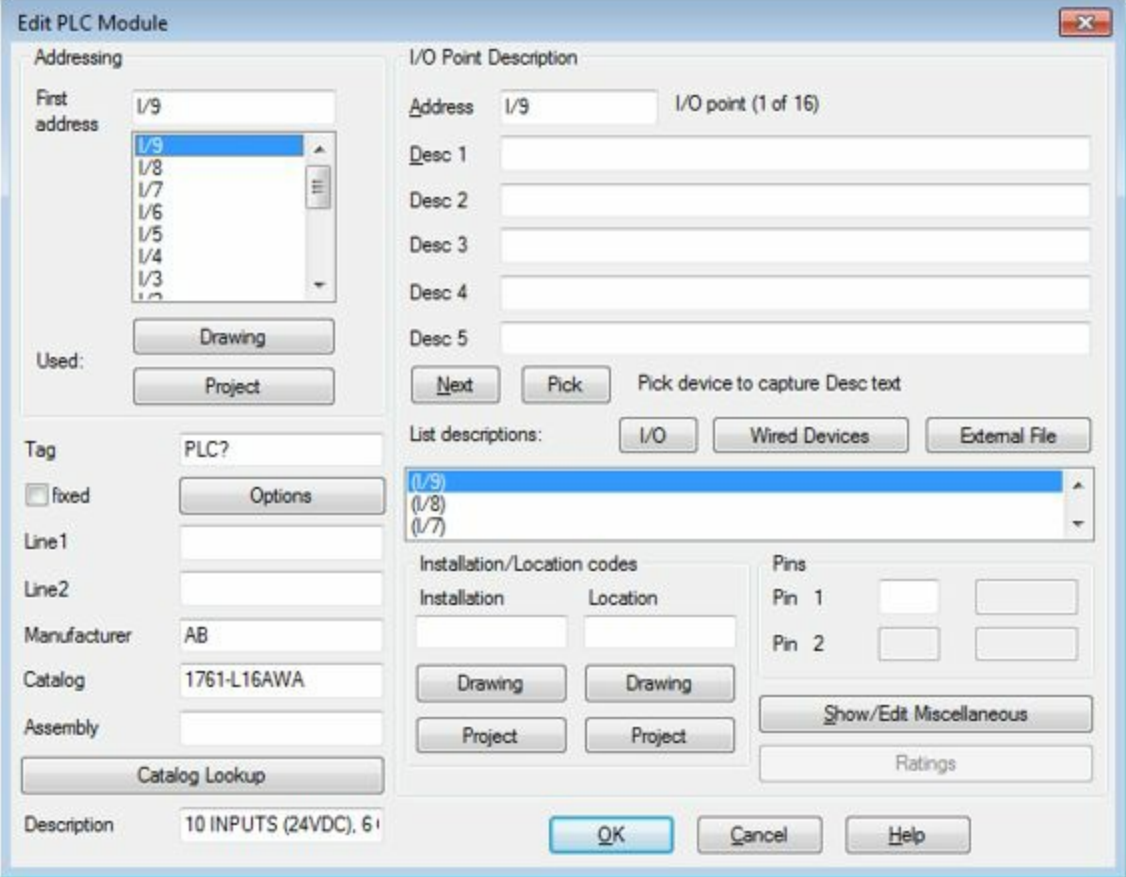 Edit PLC Module
Addressing
First address
I/9
I/9
I/8
I/7
I/6
I/5
I/4
I/3
Used:
Drawing
Project
Tag
PLC?
fixed
Options
Line1
Line2
Manufacturer
AB
Catalog
1761-L16AWA
Assembly
Catalog Lookup
Description
10 INPUTS (24VDC), 6
I/O Point Description
Address
I/9
I/O point (1 of 16)
Desc 1
Desc 2
Desc 3
Desc 4
Desc 5
Next
Pick
Pick device to capture Desc text
List descriptions:
I/O
Wired Devices
External File
(I/9)
(I/8)
(I/7)
Installation/Location codes
Installation
Location
Drawing
Drawing
Project
Project
Pins
Pin 1
Pin 2
Show/Edit Miscellaneous
Ratings
OK
Cancel
Help